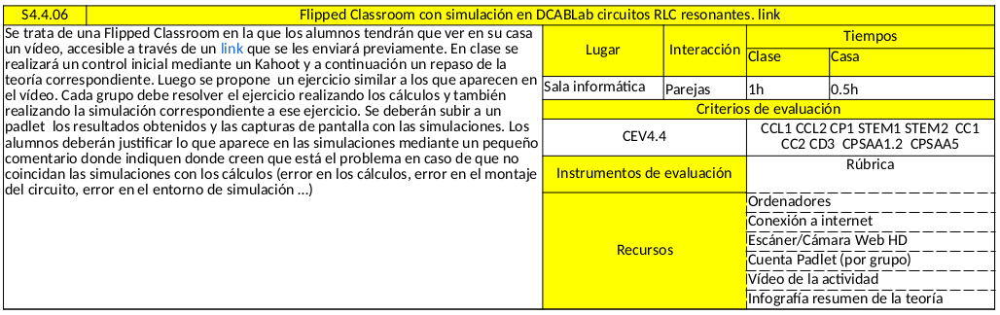 S4.4.06
Flipped Classroom con simulación en DCABLab circuitos RLC resonantes. link
Se trata de una Flipped Classroom en la que los alumnos tendrán que ver en su casa
un vídeo, accesible a través de un link que se les enviará previamente. En clase se
realizará un control inicial mediante un Kahoot y a continuación un repaso de la
teoría correspondiente. Luego se propone  un ejercicio similar a los que aparecen en
el vídeo. Cada grupo debe resolver el ejercicio realizando los cálculos y también
realizando la simulación correspondiente a ese ejercicio. Se deberán subir a un
padlet  los resultados obtenidos y las capturas de pantalla con las simulaciones. Los
alumnos deberán justificar lo que aparece en las simulaciones mediante un pequeño
comentario donde indiquen donde creen que está el problema en caso de que no
coincidan las simulaciones con los cálculos (error en los cálculos, error en el montaje
del circuito, error en el entorno de simulación ...)
Lugar
Interacción
Tiempos
Clase
Casa
Sala informática
Parejas
1h
0.5h
Criterios de evaluación
CEV4.4
CCL1 CCL2 CP1 STEM1 STEM2  CC1
CC2 CD3  CPSAA1.2  CPSAA5
Instrumentos de evaluación
Rúbrica
Recursos
Ordenadores
Conexión a internet
Escáner/Cámara Web HD
Cuenta Padlet (por grupo)
Vídeo de la actividad
Infografía resumen de la teoría